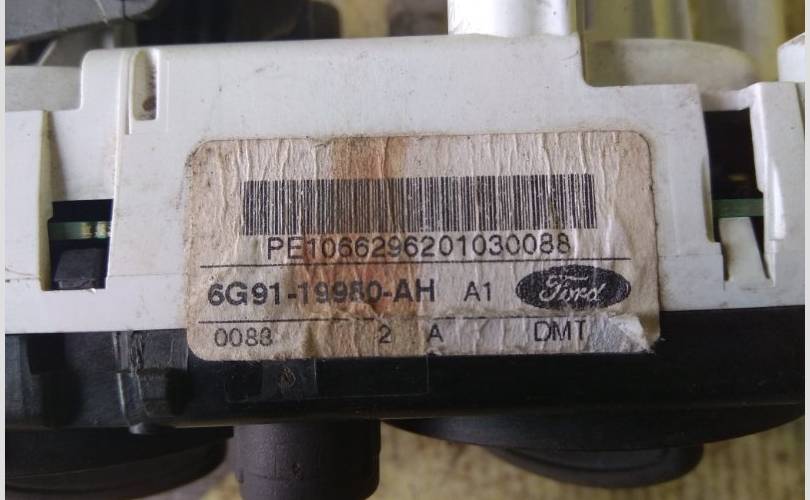 PE1066296201030088
6G91-19980-AH A1 Ford
0088 2 A DMT